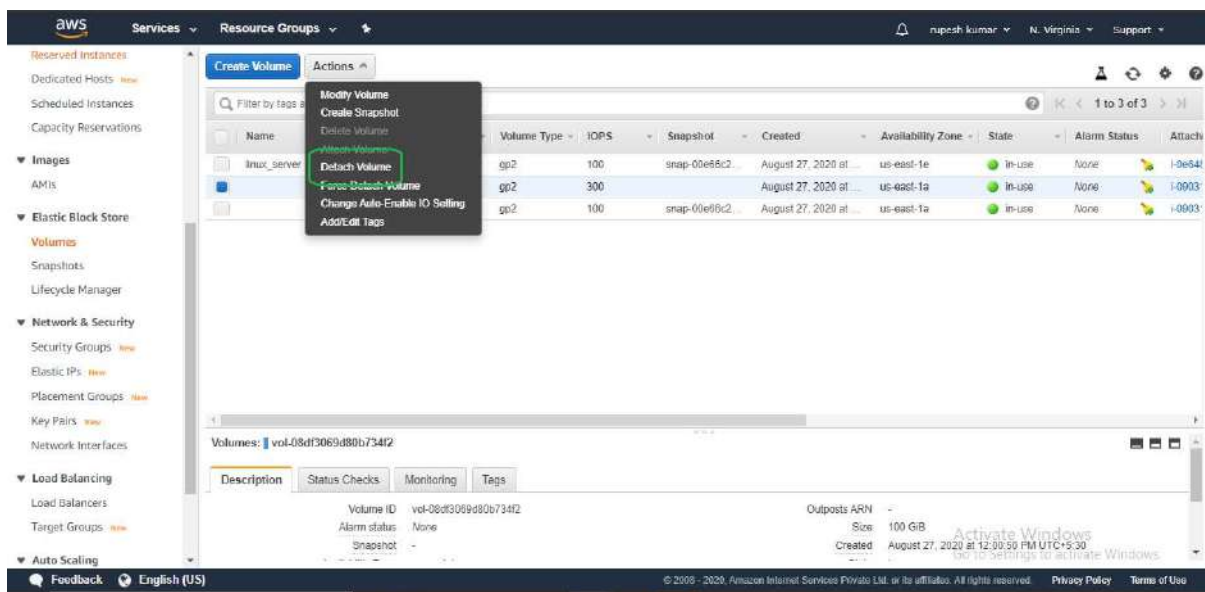 aws Services Resource Groups rupesh kumar N. Virginia Support
Reserved Instances
Dedicated Hosts New
Scheduled Instances
Capacity Reservations
Images
AMIs
Elastic Block Store
Volumes
Snapshots
Lifecycle Manager
Network & Security
Security Groups New
Elastic IPs New
Placement Groups New
Key Pairs New
Network Interfaces
Load Balancing
Load Balancers
Target Groups New
Auto Scaling
Create Volume Actions
Modify Volume
Create Snapshot
Delete Volume
Attach Volume
Detach Volume
Force Detach Volume
Change Auto-Enable IO Setting
Add/Edit Tags
Filter by tags a 1 to 3 of 3
Name Volume Type IOPS Snapshot Created Availability Zone State Alarm Status Attach
linux_server gp2 100 snap-00e66c2... August 27, 2020 at ... us-east-1e in-use None i-0e64
gp2 300 August 27, 2020 at ... us-east-1a in-use None i-0903
gp2 100 snap-00e66c2... August 27, 2020 at ... us-east-1a in-use None i-0903
Volumes: vol-08df3069d80b734f2
Description Status Checks Monitoring Tags
Volume ID vol-08df3069d80b734f2 Outposts ARN -
Alarm status None Size 100 GiB
Snapshot - Created August 27, 2020 at 12:00:50 PM UTC+5:30
Activate Windows
Go to Settings to activate Windows.
Feedback English (US) © 2008 - 2020, Amazon Internet Services Private Ltd. or its affiliates. All rights reserved. Privacy Policy Terms of Use